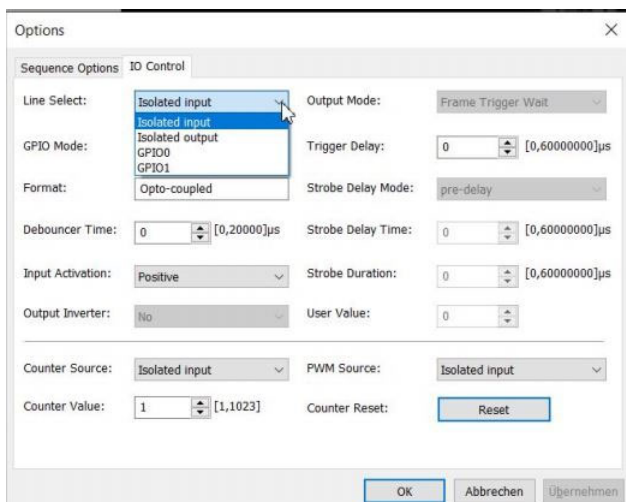 Options
Sequence Options IO Control
Line Select: Isolated input Output Mode: Frame Trigger Wait
Isolated input
Isolated output
GPIO Mode: GPIO0 Trigger Delay: 0 [0,60000000]µs
GPIO1
Format: Opto-coupled Strobe Delay Mode: pre-delay
Debouncer Time: 0 [0,20000]µs Strobe Delay Time: 0 [0,60000000]µs
Input Activation: Positive Strobe Duration: 0 [0,60000000]µs
Output Inverter: No User Value: 0
Counter Source: Isolated input PWM Source: Isolated input
Counter Value: 1 [1,1023] Counter Reset: Reset
OK Abbrechen Übernehmen